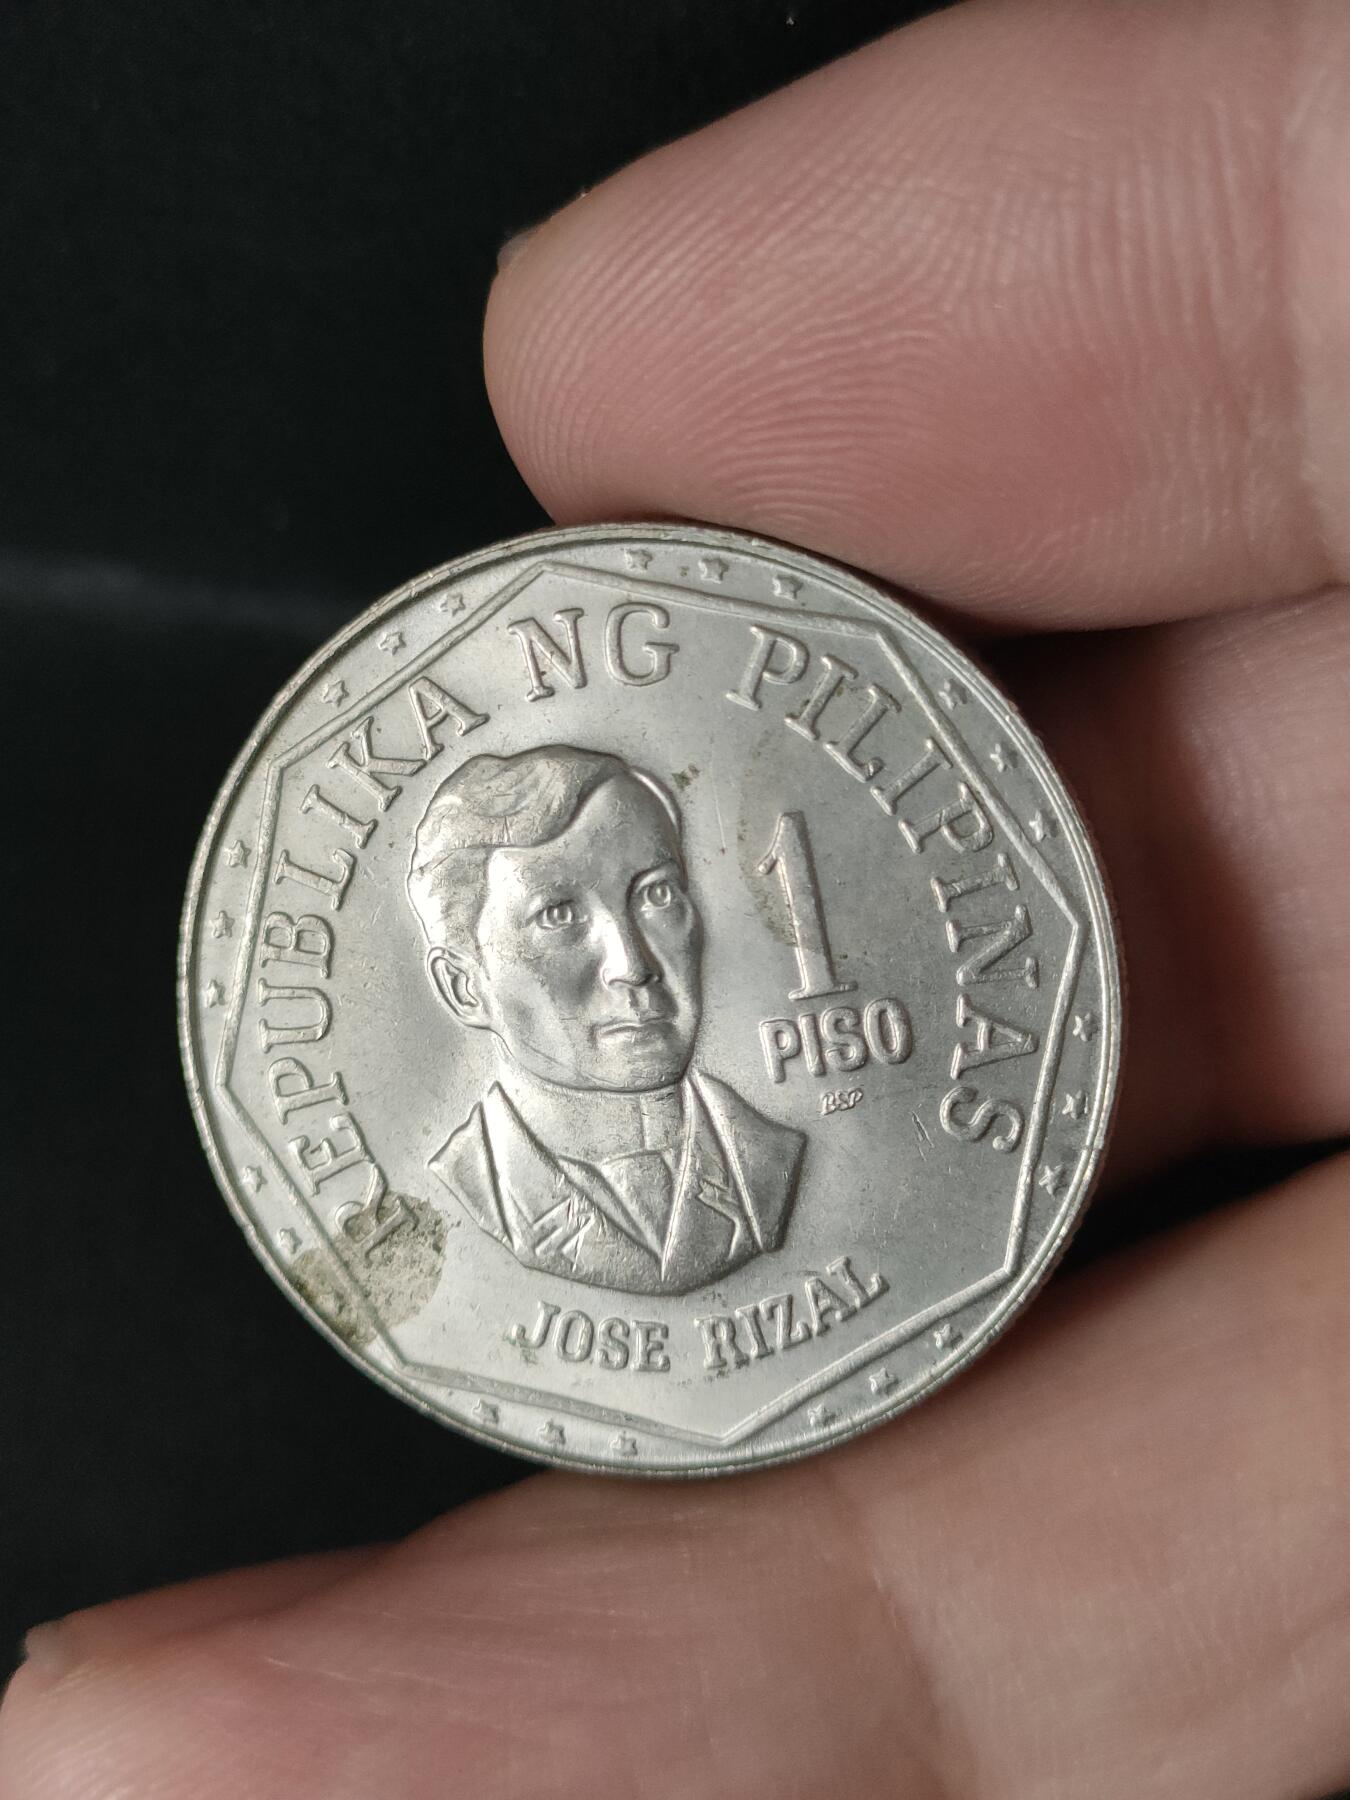 REPUBLIKA NG PILIPINAS
1
PISO
BSP
JOSE RIZAL